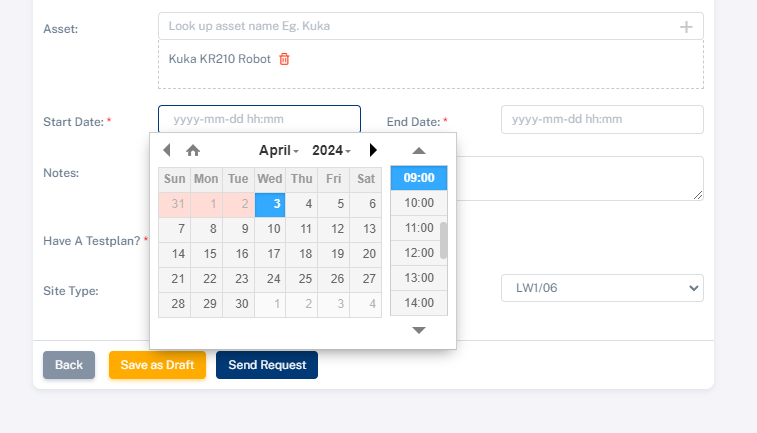 Asset:
Look up asset name Eg. Kuka
Kuka KR210 Robot
Start Date: *
yyyy-mm-dd hh:mm
End Date: *
yyyy-mm-dd hh:mm
April 2024
Sun Mon Tue Wed Thu Fri Sat
31 1 2 3 4 5 6
7 8 9 10 11 12 13
14 15 16 17 18 19 20
21 22 23 24 25 26 27
28 29 30 1 2 3 4
09:00
10:00
11:00
12:00
13:00
14:00
Notes:
Have A Testplan? *
Site Type:
LW1/06
Back
Save as Draft
Send Request